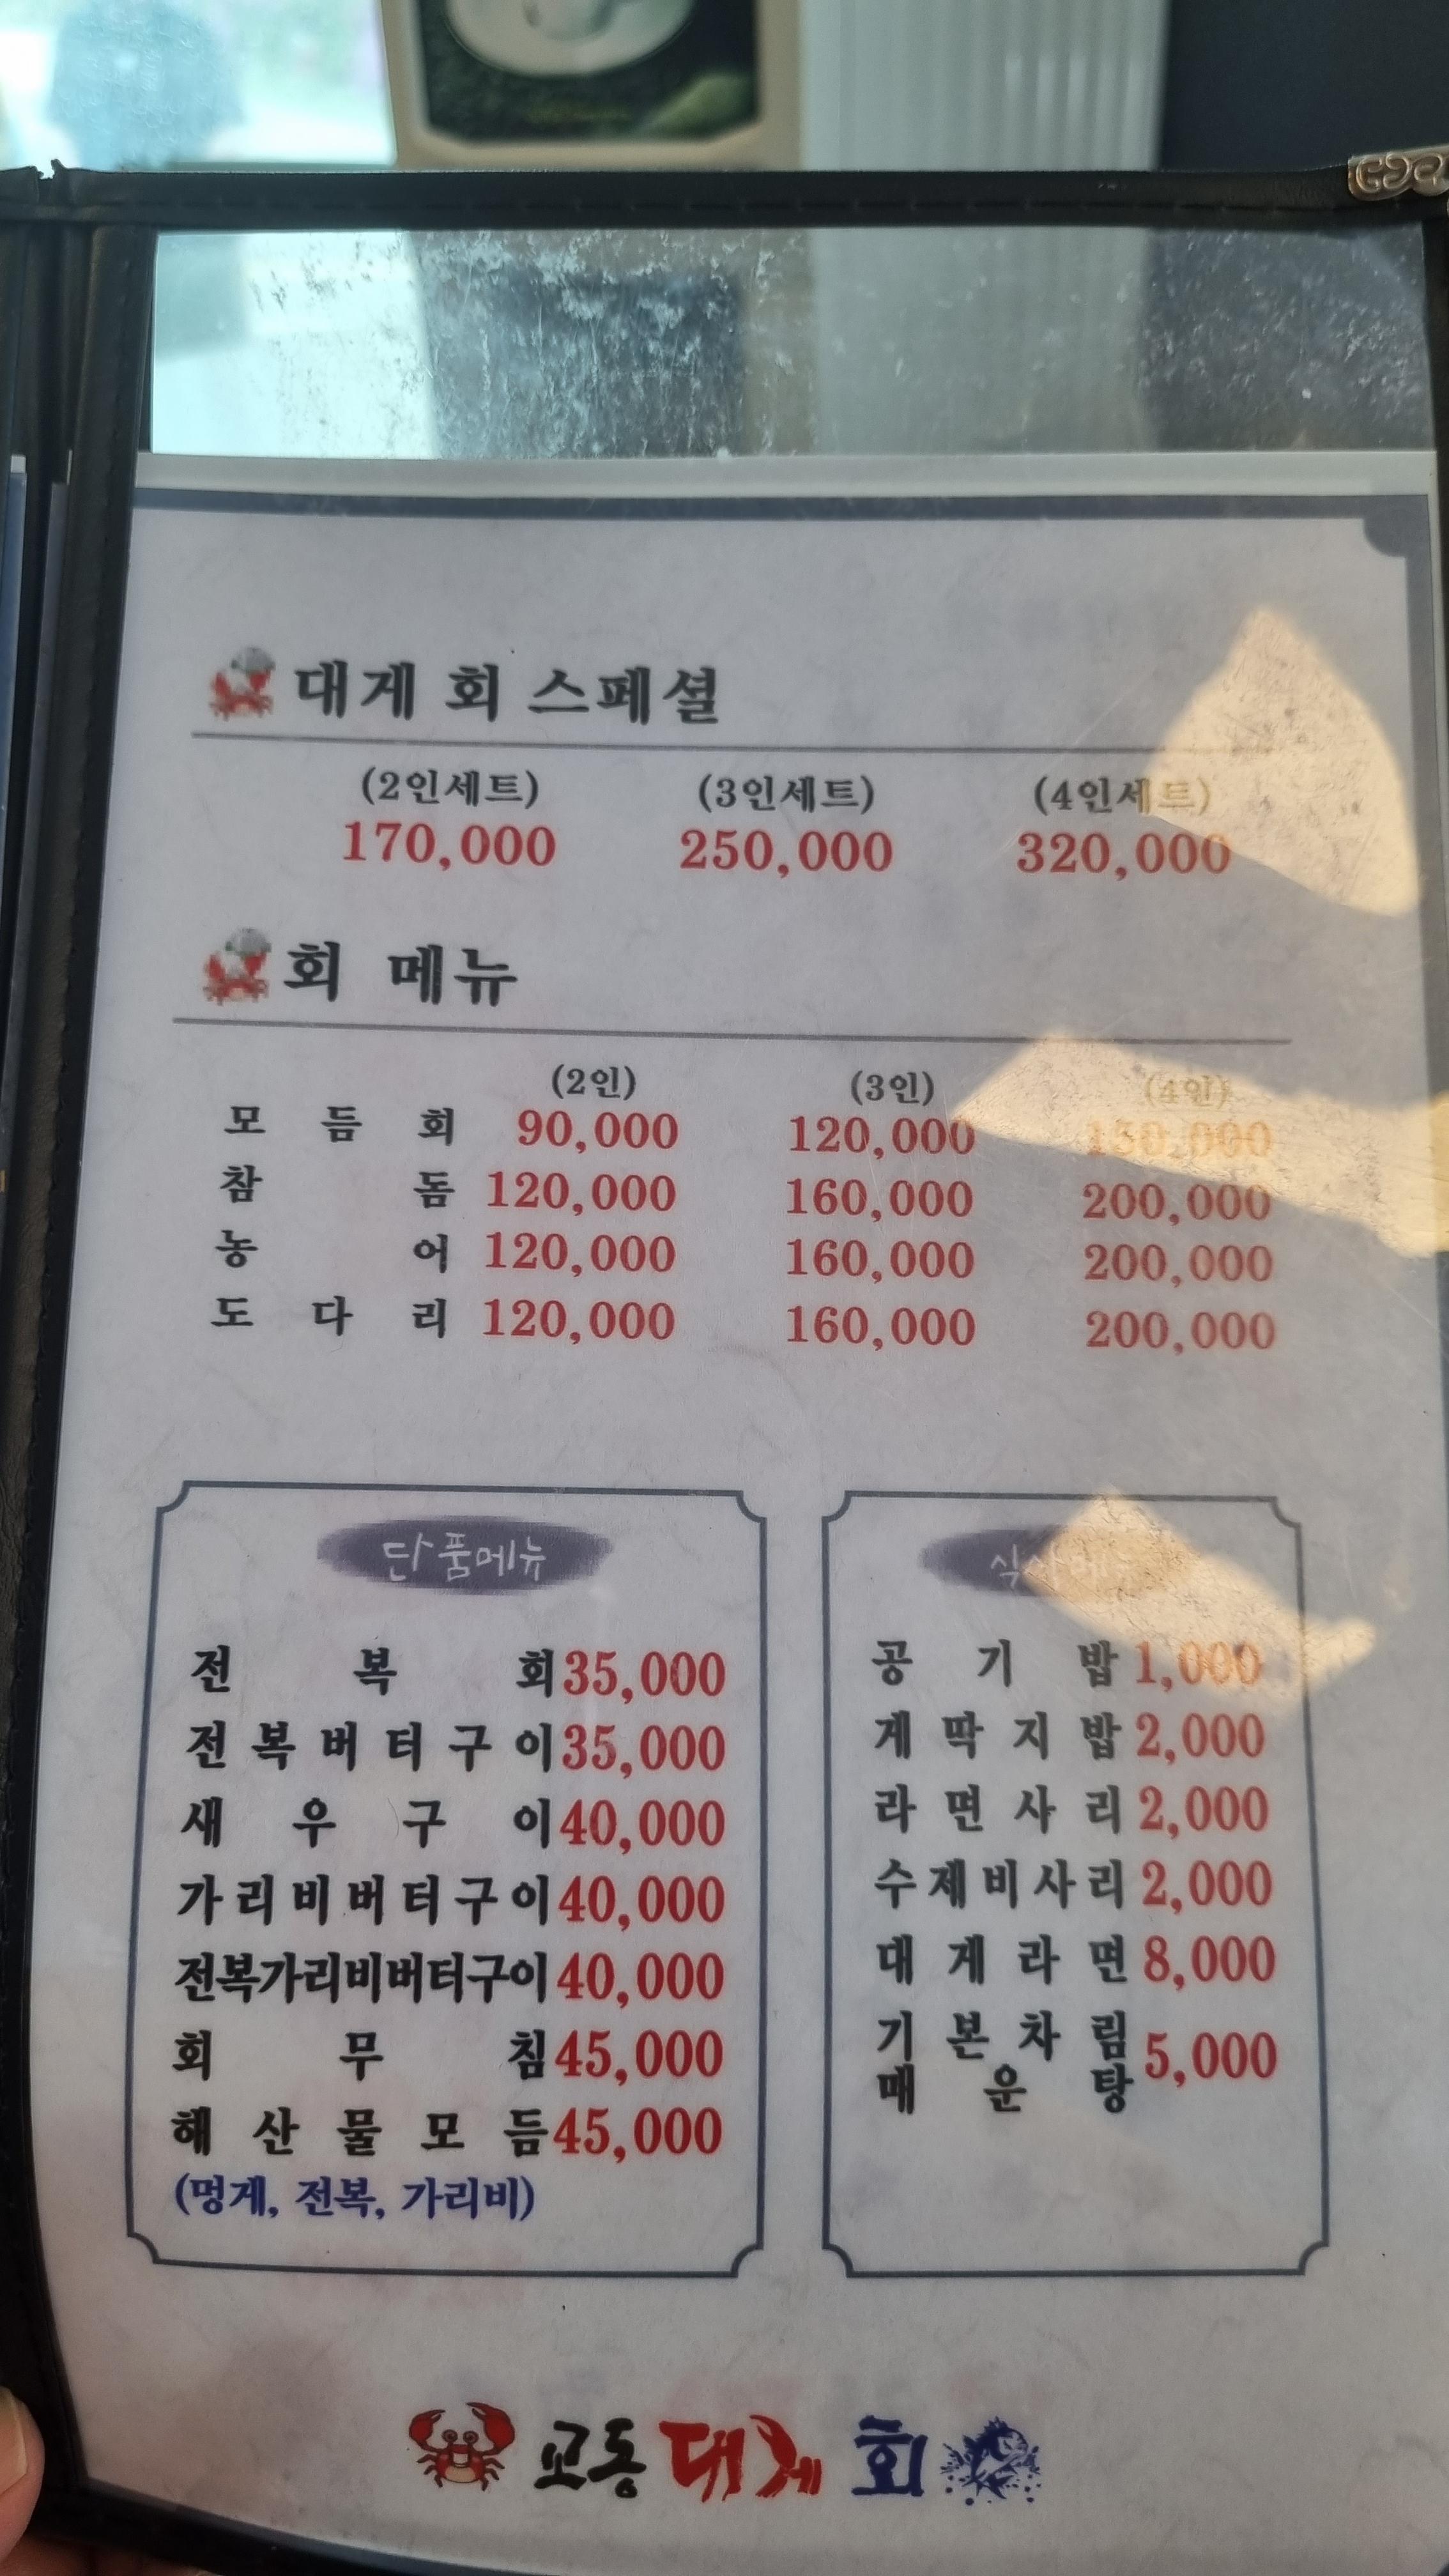 대게 회 스페셜
(2인세트) (3인세트) (4인세트)
170,000 250,000 320,000
회 메뉴
(2인) (3인) (4인)
모듬회 90,000 120,000
참돔 120,000 160,000 200,000
농어 120,000 160,000 200,000
도다리 120,000 160,000 200,000
단품메뉴
전복회 35,000
전복버터구이 35,000
새우구이 40,000
가리비버터구이 40,000
전복가리비버터구이 40,000
회무침 45,000
해산물모듬 45,000
(멍게, 전복, 가리비)
식사메뉴
공기밥 1,000
게딱지밥 2,000
라면사리 2,000
수제비사리 2,000
대게라면 8,000
기본차림
매운탕 5,000
교동 대게 회